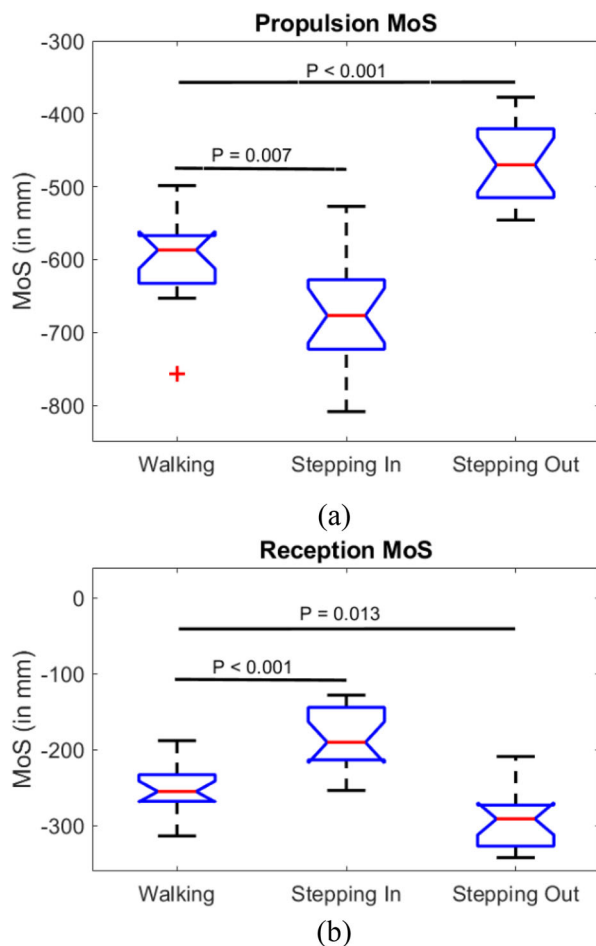 Propulsion MoS
-300
P < 0.001
-400
P = 0.007
-500
MoS (in mm)
-600
-700
-800
Walking Stepping In Stepping Out
(a)
Reception MoS
0
P = 0.013
-100
P < 0.001
MoS (in mm)
-200
-300
Walking Stepping In Stepping Out
(b)